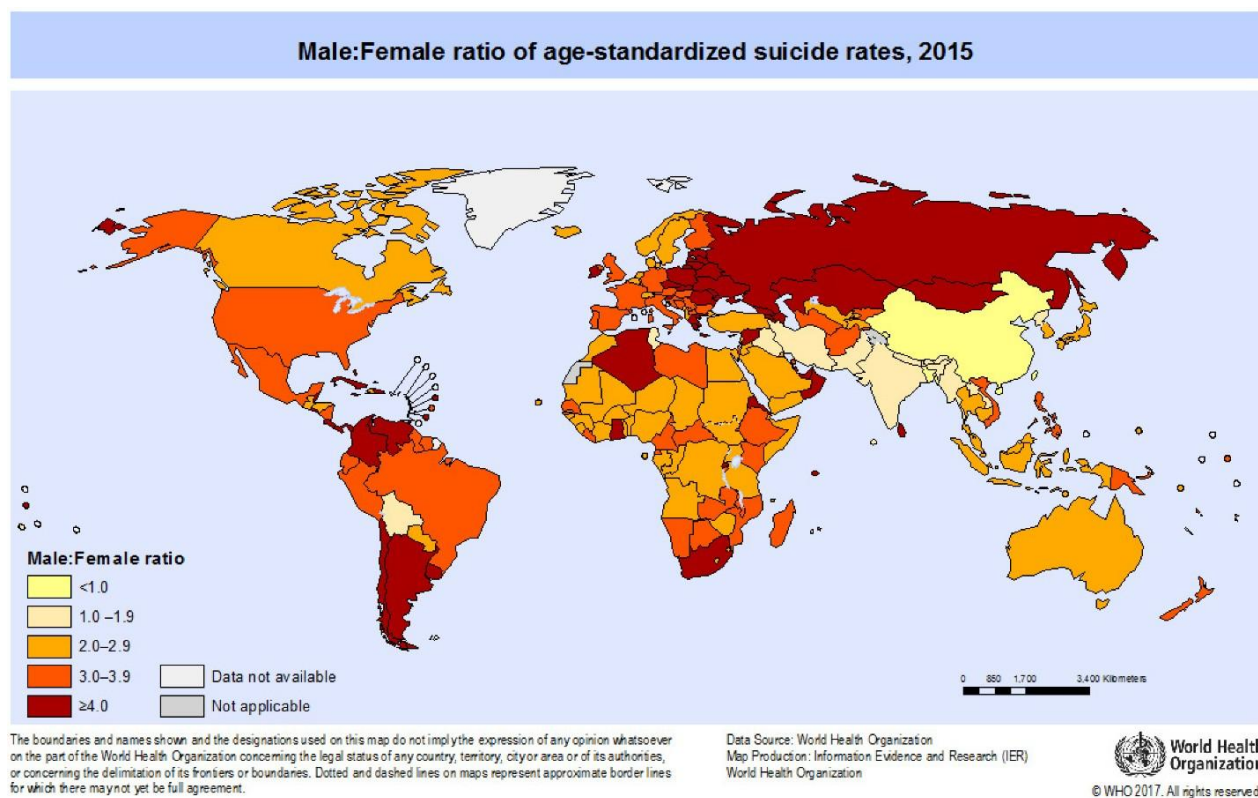 Male:Female ratio of age-standardized suicide rates, 2015
Male:Female ratio
<1.0
1.0 –1.9
2.0–2.9
3.0–3.9
≥4.0
Data not available
Not applicable
0 850 1,700 3,400 Kilometers
The boundaries and names shown and the designations used on this map do not imply the expression of any opinion whatsoever
on the part of the World Health Organization concerning the legal status of any country, territory, city or area or of its authorities,
or concerning the delimitation of its frontiers or boundaries. Dotted and dashed lines on maps represent approximate border lines
for which there may not yet be full agreement.
Data Source: World Health Organization
Map Production: Information Evidence and Research (IER)
World Health Organization
World Health
Organization
© WHO 2017. All rights reserved